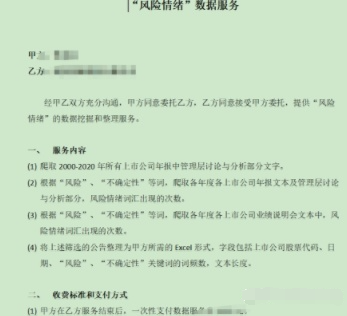 “风险情绪”数据服务
甲方:
乙方:
经甲乙双方充分沟通，甲方同意委托乙方，乙方同意接受甲方委托，提供“风险
情绪”的数据挖掘和整理服务。
一、 服务内容
(1) 爬取 2000-2020 年所有上市公司年报中管理层讨论与分析部分文字。
(2) 根据“风险”、“不确定性”等词，爬取各年度各上市公司年报文本及管理层讨论
与分析部分，风险情绪词汇出现的次数。
(3) 根据“风险”、“不确定性”等词，爬取各年度各上市公司业绩说明会文本中，风
险情绪词汇出现的次数。
(4) 将上述筛选的公告整理为甲方所需的 Excel 形式，字段包括上市公司股票代码、日
期、“风险”、“不确定性”关键词的词频数，文本长度。
二、 收费标准和支付方式
(1) 甲方在乙方服务结束后，一次性支付数据服